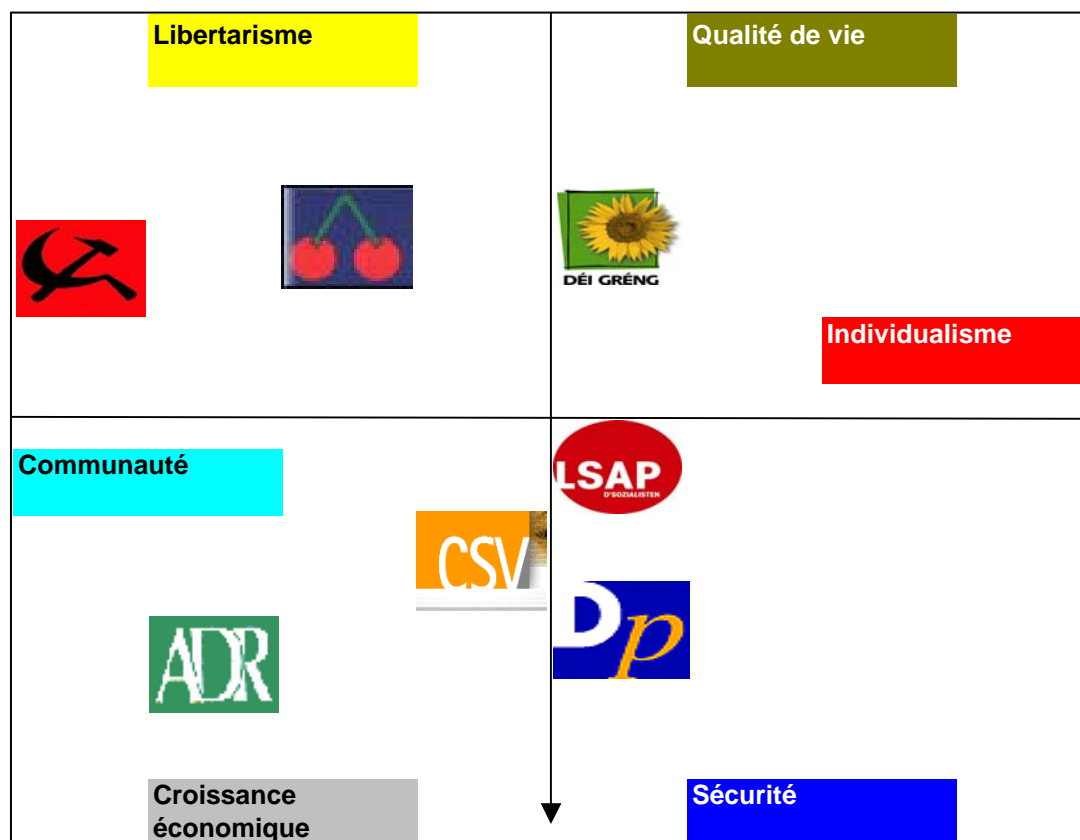 Libertarisme
Qualité de vie
DÉI GRÉNG
Individualisme
Communauté
LSAP
D'SOZIALISTEN
CSV
Dp
ADR
Croissance
économique
Sécurité